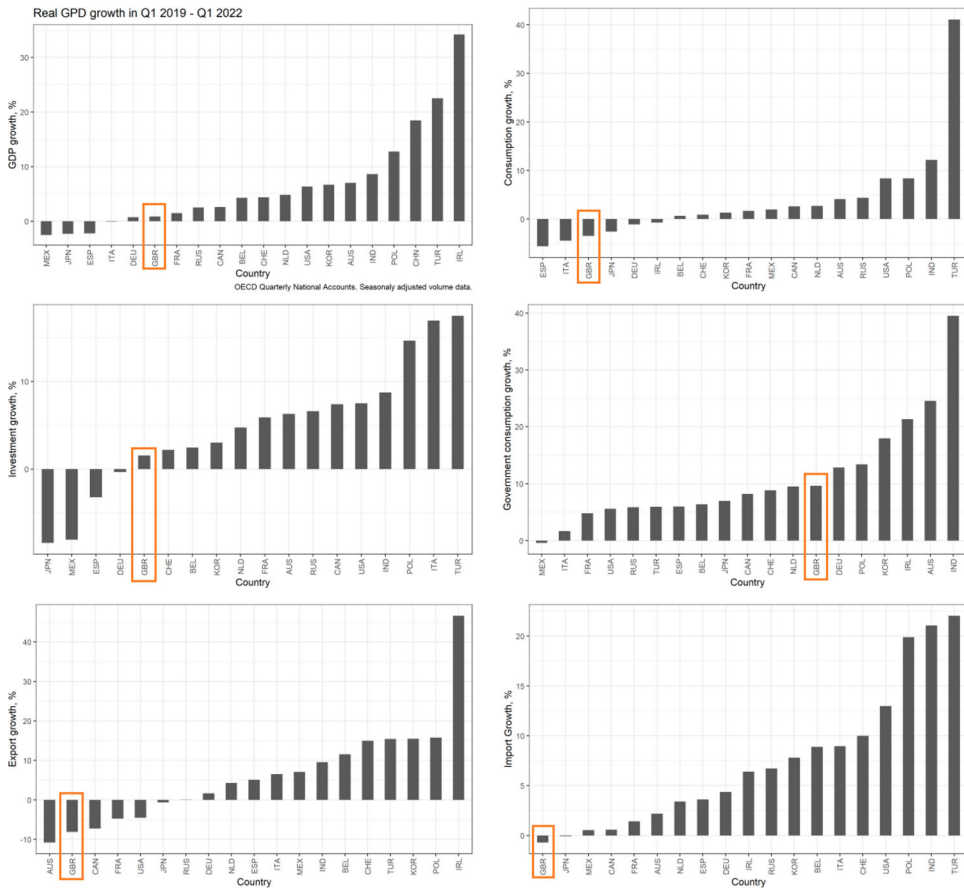 Real GPD growth in Q1 2019 - Q1 2022
GDP growth, %
30
20
10
0
MEX JPN ESP ITA DEU GBR FRA RUS CAN BEL CHE NLD USA KOR AUS IND POL CHN TUR IRL
Country
OECD Quarterly National Accounts. Seasonaly adjusted volume data.
Consumption growth, %
40
30
20
10
0
ESP ITA GBR JPN DEU IRL BEL CHE KOR FRA MEX CAN NLD AUS RUS USA POL IND TUR
Country
Investment growth, %
10
0
JPN MEX ESP DEU GBR CHE BEL KOR NLD FRA AUS RUS CAN USA IND POL ITA TUR
Country
Government consumption growth, %
40
30
20
10
0
MEX ITA FRA USA RUS TUR ESP BEL JPN CAN CHE NLD GBR DEU POL KOR IRL AUS IND
Country
Export growth, %
40
30
20
10
0
-10
AUS GBR CAN FRA USA JPN RUS DEU NLD ESP ITA MEX IND BEL CHE TUR KOR POL IRL
Country
Import Growth, %
20
15
10
5
0
GBR JPN MEX CAN FRA AUS NLD ESP DEU IRL RUS KOR BEL ITA CHE USA POL IND TUR
Country